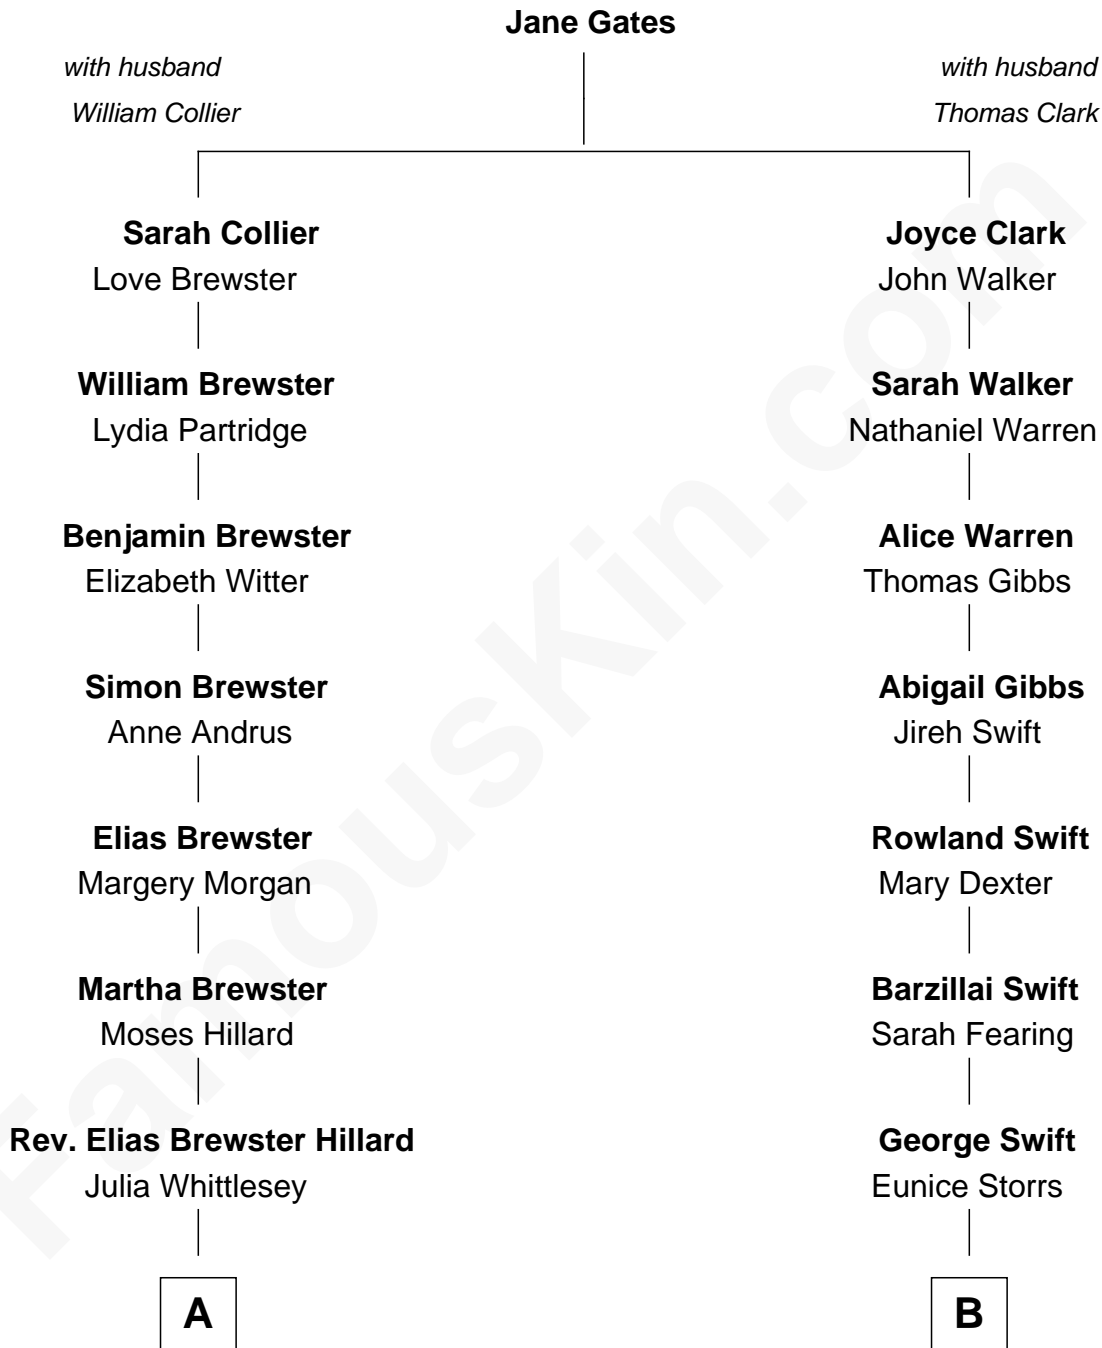 Jane Gates
with husband
William Collier
with husband
Thomas Clark
Sarah Collier
Love Brewster
Joyce Clark
John Walker
William Brewster
Lydia Partridge
Sarah Walker
Nathaniel Warren
Benjamin Brewster
Elizabeth Witter
Alice Warren
Thomas Gibbs
Simon Brewster
Anne Andrus
Abigail Gibbs
Jireh Swift
Elias Brewster
Margery Morgan
Rowland Swift
Mary Dexter
Martha Brewster
Moses Hillard
Barzillai Swift
Sarah Fearing
Rev. Elias Brewster Hillard
Julia Whittlesey
George Swift
Eunice Storrs
A
B
FamousKin.com